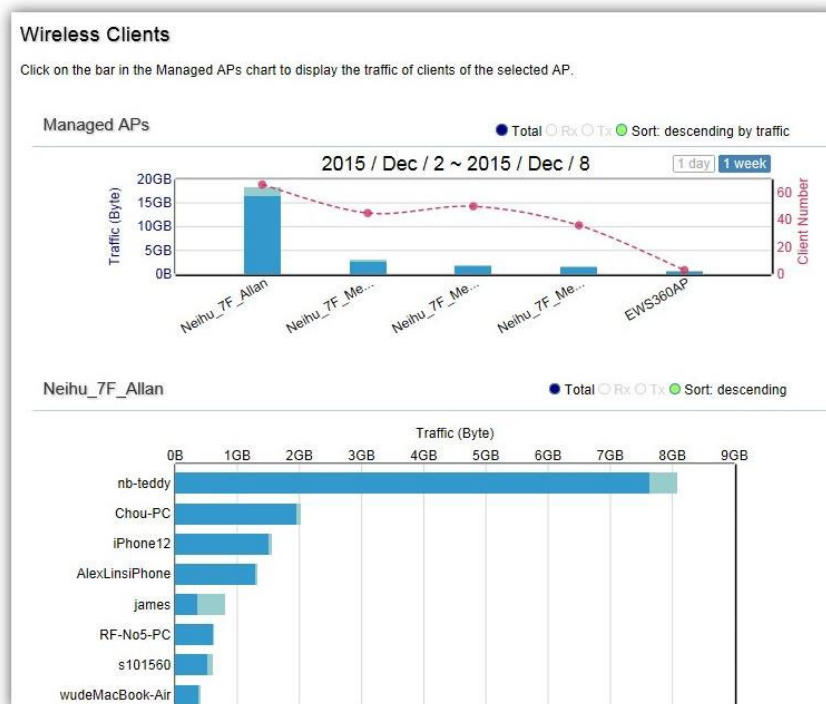 Wireless Clients
Click on the bar in the Managed APs chart to display the traffic of clients of the selected AP.
Managed APs
Total Rx Tx Sort: descending by traffic
2015 / Dec / 2 ~ 2015 / Dec / 8
1 day 1 week
Traffic (Byte)
20GB
15GB
10GB
5GB
0B
60
40
20
0
Client Number
Neihu_7F_Allan
Neihu_7F_Me...
Neihu_7F_Me...
Neihu_7F_Me...
EWS360AP
Neihu_7F_Allan
Total Rx Tx Sort: descending
Traffic (Byte)
0B 1GB 2GB 3GB 4GB 5GB 6GB 7GB 8GB 9GB
nb-teddy
Chou-PC
iPhone12
AlexLinsiPhone
james
RF-No5-PC
s101560
wudeMacBook-Air